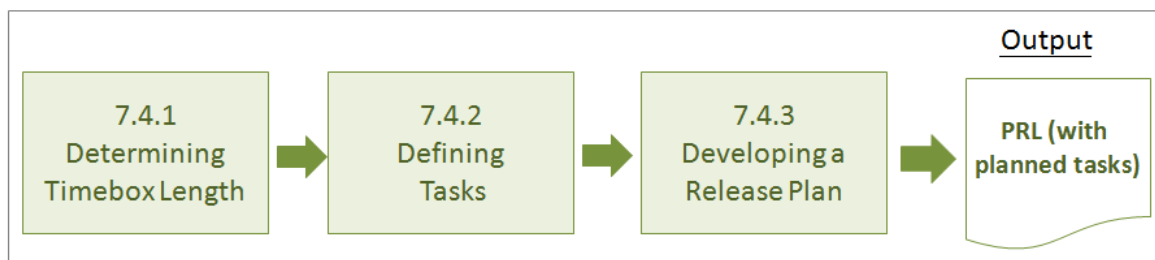 Output
7.4.1
Determining
Timebox Length
7.4.2
Defining
Tasks
7.4.3
Developing a
Release Plan
PRL (with
planned tasks)